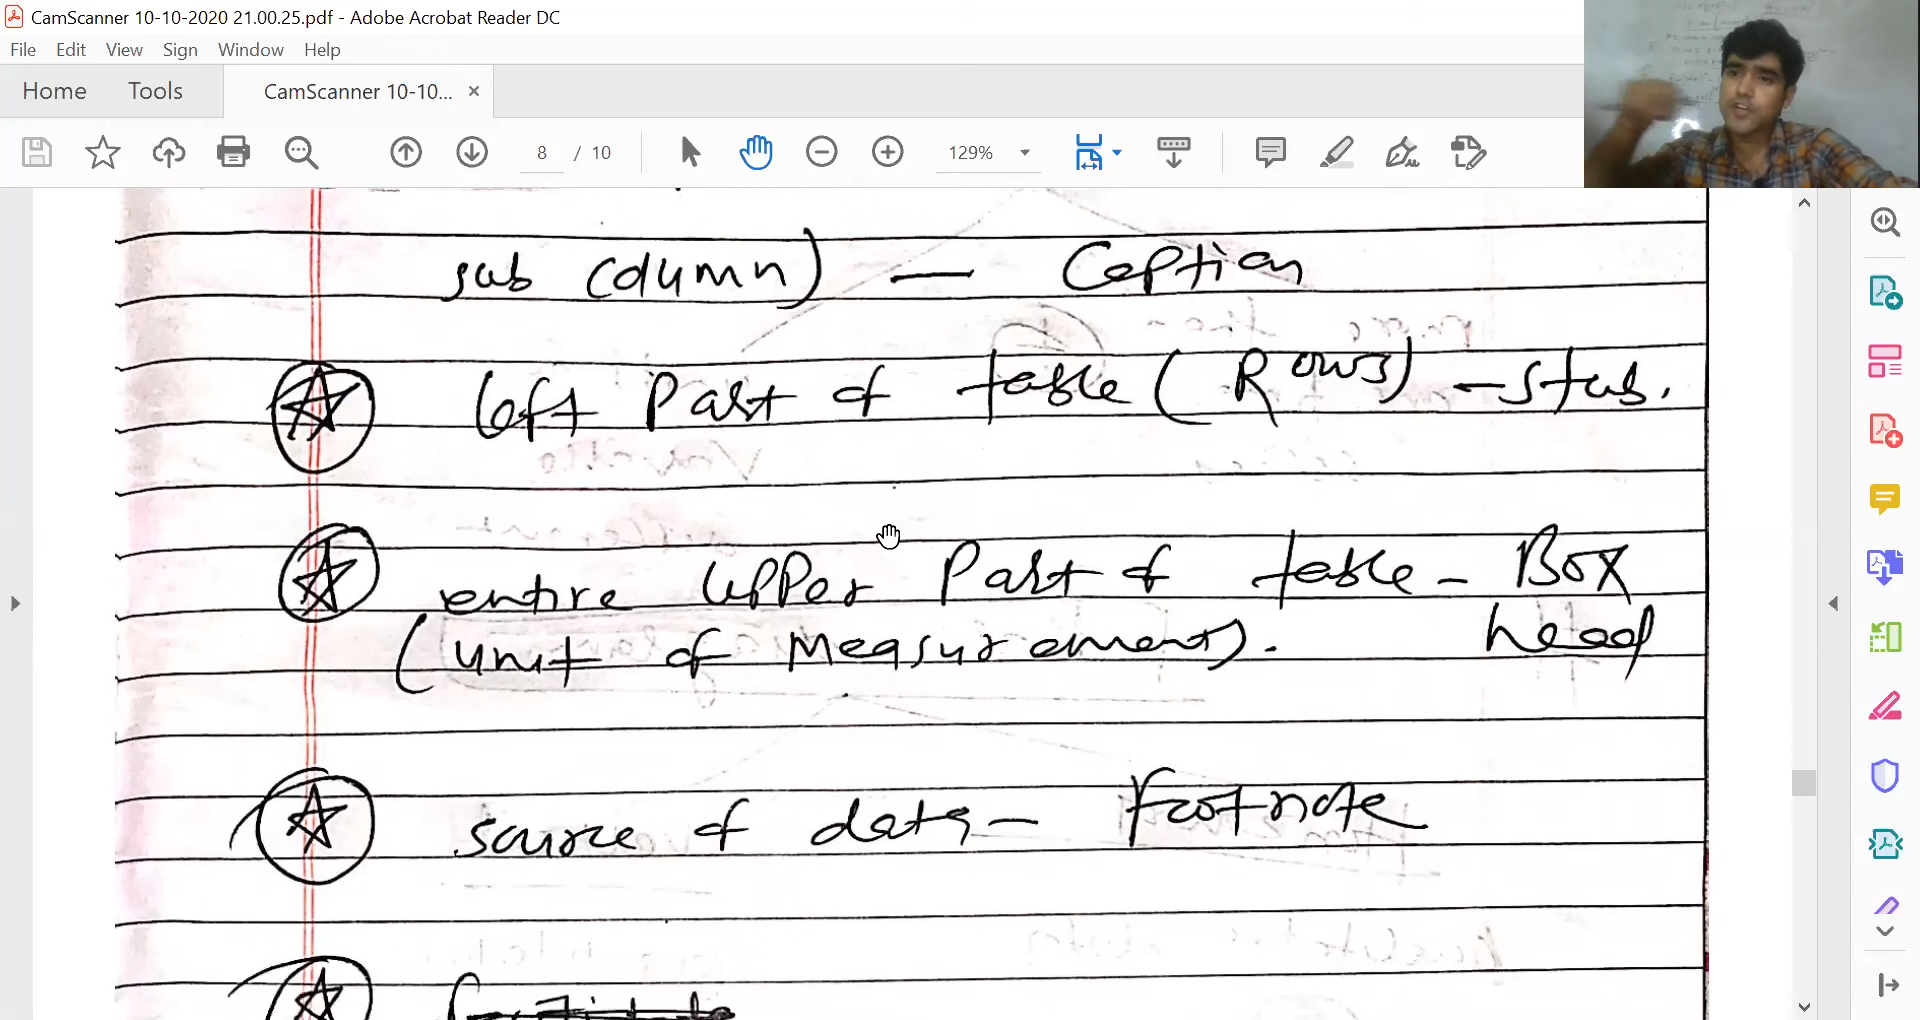 CamScanner 10-10-2020 21.00.25.pdf - Adobe Acrobat Reader DC
File Edit View Sign Window Help
Home Tools CamScanner 10-10... ×
8 / 10 129%
sub column) — Caption
left Part of table (Rows) - stub.
entire upper Part of table - Box
(unit of Measurement). head
source of data - footnote